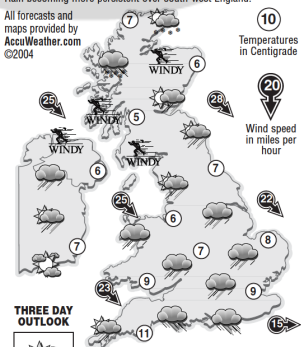 Rain becoming more persistent over south-west England.
All forecasts and
maps provided by
AccuWeather.com
©2004
7
10
Temperatures
in Centigrade
WINDY
6
20
Wind speed
in miles per
hour
25
WINDY
5
28
WINDY
WINDY
6
7
25
6
22
7
7
8
23
9
9
THREE DAY
OUTLOOK
11
15